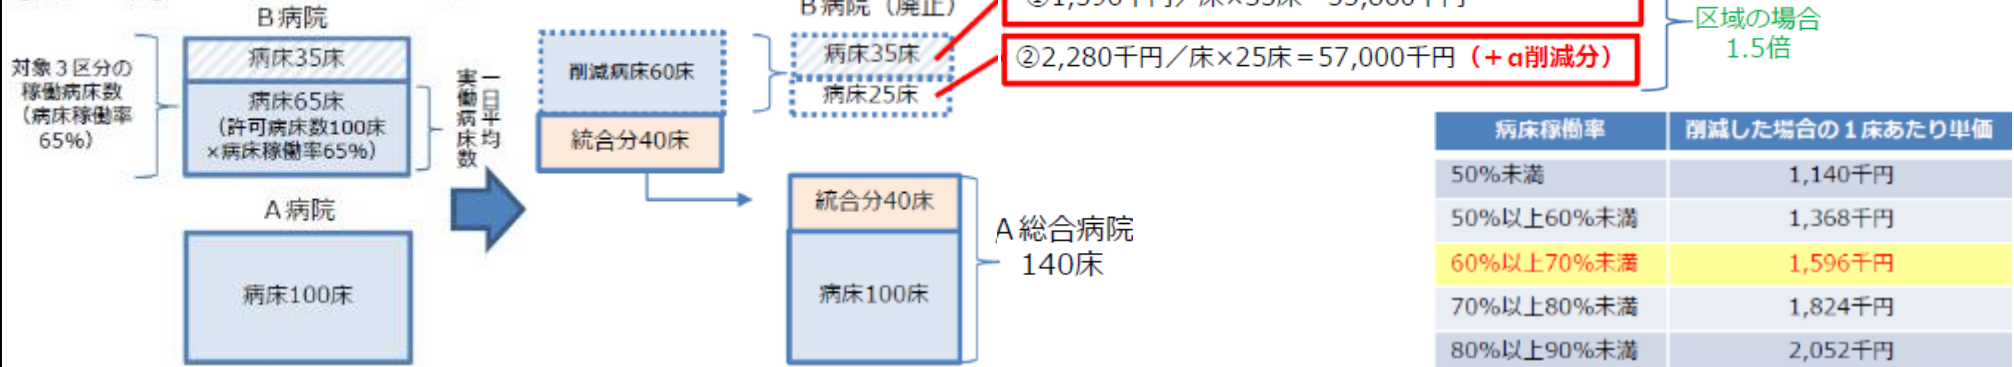 B病院
病床35床
病床65床
（許可病床数100床
×病床稼働率65%）
対象３区分の
稼働病床数
（病床稼働率
65%）
一日平均
実働病床数
A病院
病床100床
削減病床60床
統合分40床
B病院（廃止）
病床35床
病床25床
②2,280千円／床×25床＝57,000千円（＋α削減分）
区域の場合
1.5倍
統合分40床
病床100床
A総合病院
140床
病床稼働率 削減した場合の１床あたり単価
50%未満 1,140千円
50%以上60%未満 1,368千円
60%以上70%未満 1,596千円
70%以上80%未満 1,824千円
80%以上90%未満 2,052千円